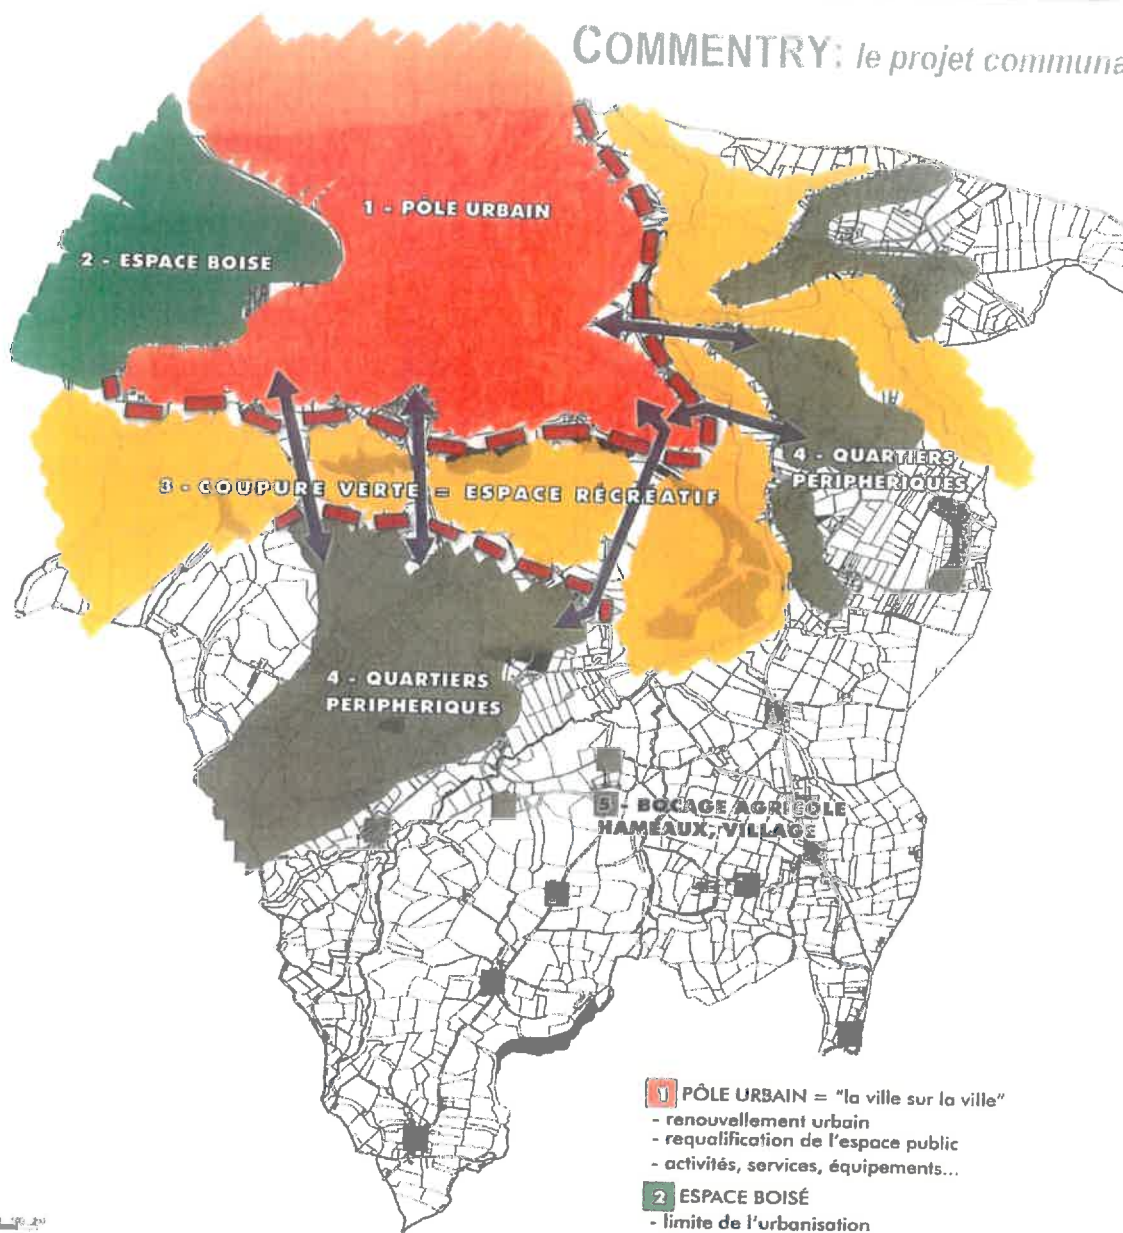 COMMENTRY: le projet communa
1 - PÔLE URBAIN
2 - ESPACE BOISE
3 - COUPURE VERTE = ESPACE RÉCRÉATIF
4 - QUARTIERS
PERIPHERIQUES
4 - QUARTIERS
PERIPHERIQUES
5 - BOCAGE AGRICOLE
HAMEAUX, VILLAGE
1 PÔLE URBAIN = "la ville sur la ville"
- renouvellement urbain
- requalification de l'espace public
- activités, services, équipements...
2 ESPACE BOISÉ
- limite de l'urbanisation